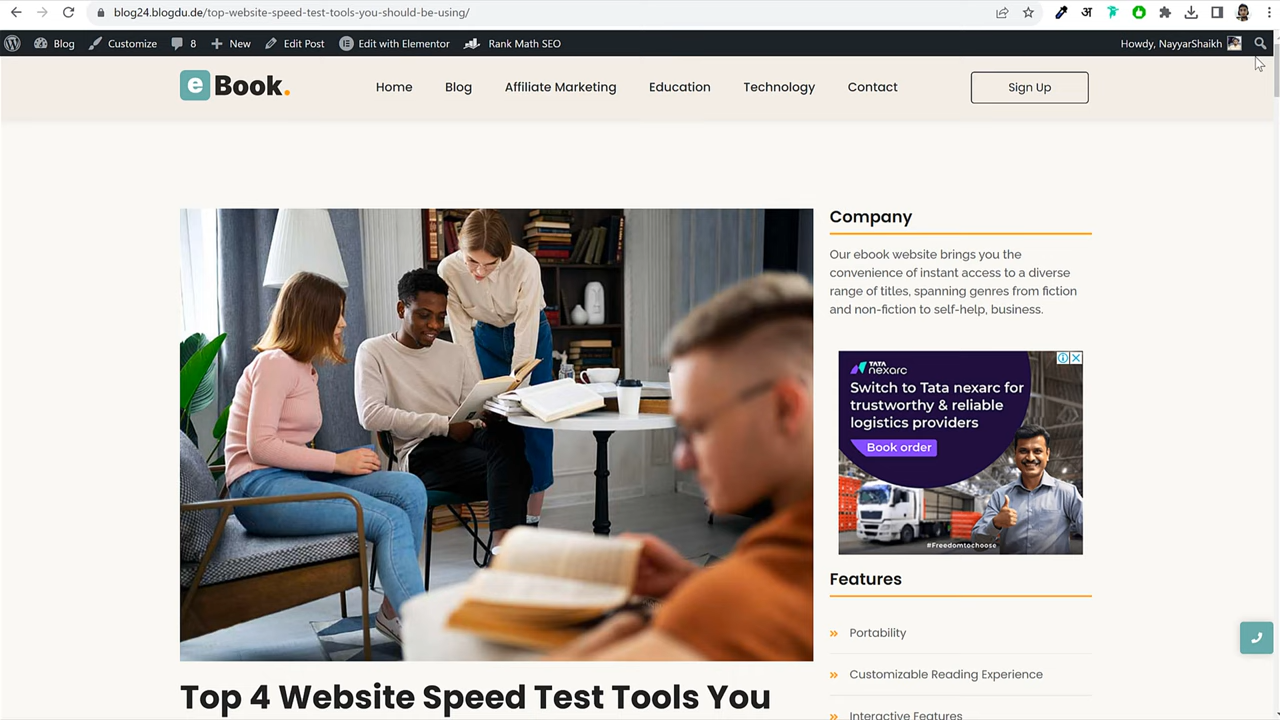 blog24.blogdu.de/top-website-speed-test-tools-you-should-be-using/
अ
Blog Customize 8 New Edit Post Edit with Elementor Rank Math SEO
Howdy, NayyarShaikh
e Book.
Home Blog Affiliate Marketing Education Technology Contact
Sign Up
Top 4 Website Speed Test Tools You
Company
Our ebook website brings you the
convenience of instant access to a diverse
range of titles, spanning genres from fiction
and non-fiction to self-help, business.
TATA
nexarc
Switch to Tata nexarc for
trustworthy & reliable
logistics providers
Book order
#Freedomtochoose
Features
Portability
Customizable Reading Experience
Interactive Features